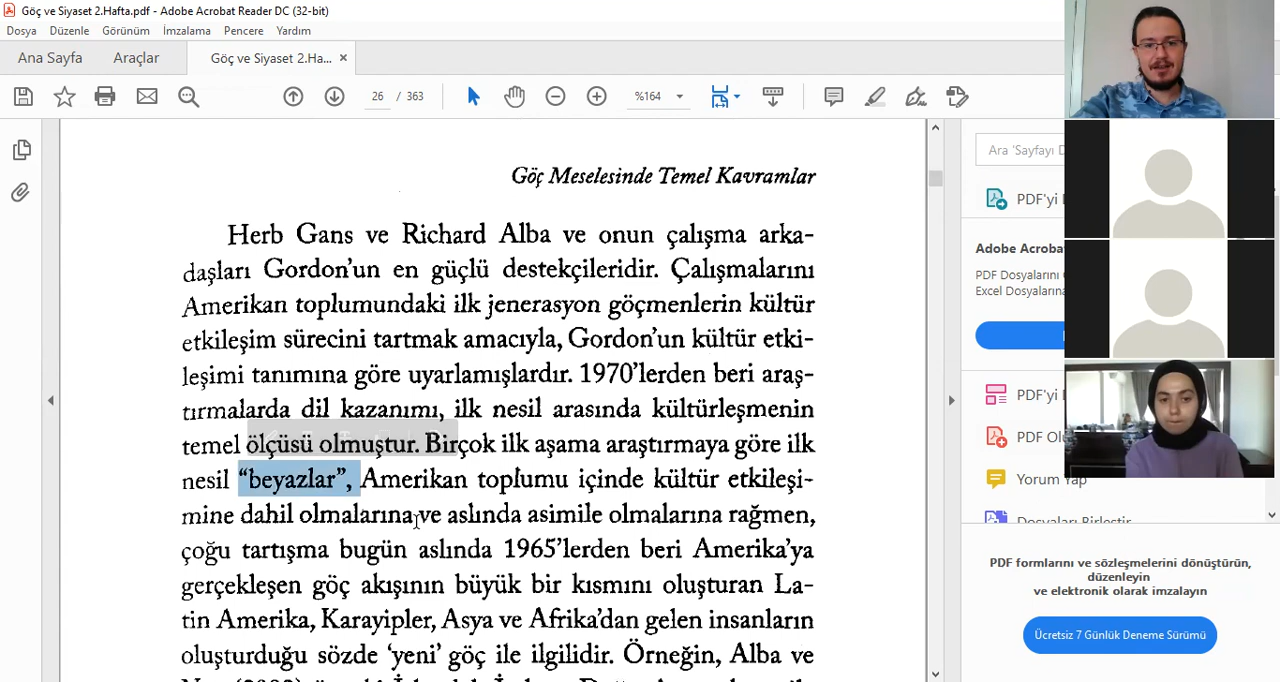 Göç ve Siyaset 2.Hafta.pdf - Adobe Acrobat Reader DC (32-bit)
Dosya Düzenle Görünüm İmzalama Pencere Yardım
Ana Sayfa Araçlar Göç ve Siyaset 2.Ha... ×
26 / 363 %164
Göç Meselesinde Temel Kavramlar
Herb Gans ve Richard Alba ve onun çalışma arka-
daşları Gordon’un en güçlü destekçileridir. Çalışmalarını
Amerikan toplumundaki ilk jenerasyon göçmenlerin kültür
etkileşim sürecini tartmak amacıyla, Gordon’un kültür etki-
leşimi tanımına göre uyarlamışlardır. 1970’lerden beri araş-
tırmalarda dil kazanımı, ilk nesil arasında kültürleşmenin
temel ölçüsü olmuştur. Birçok ilk aşama araştırmaya göre ilk
nesil “beyazlar”, Amerikan toplumu içinde kültür etkileşi-
mine dahil olmalarına ve aslında asimile olmalarına rağmen,
çoğu tartışma bugün aslında 1965’lerden beri Amerika’ya
gerçekleşen göç akışının büyük bir kısmını oluşturan La-
tin Amerika, Karayipler, Asya ve Afrika’dan gelen insanların
oluşturduğu sözde ‘yeni’ göç ile ilgilidir. Örneğin, Alba ve
Ara 'Sayfayı
PDF'yi
Adobe Acrobat
PDF Dosyalarını
Excel Dosyalarına
PDF'yi
PDF
Yorum Yap
Dosyaları Birleştir
PDF formlarını ve sözleşmelerini dönüştürün,
düzenleyin
ve elektronik olarak imzalayın
Ücretsiz 7 Günlük Deneme Sürümü